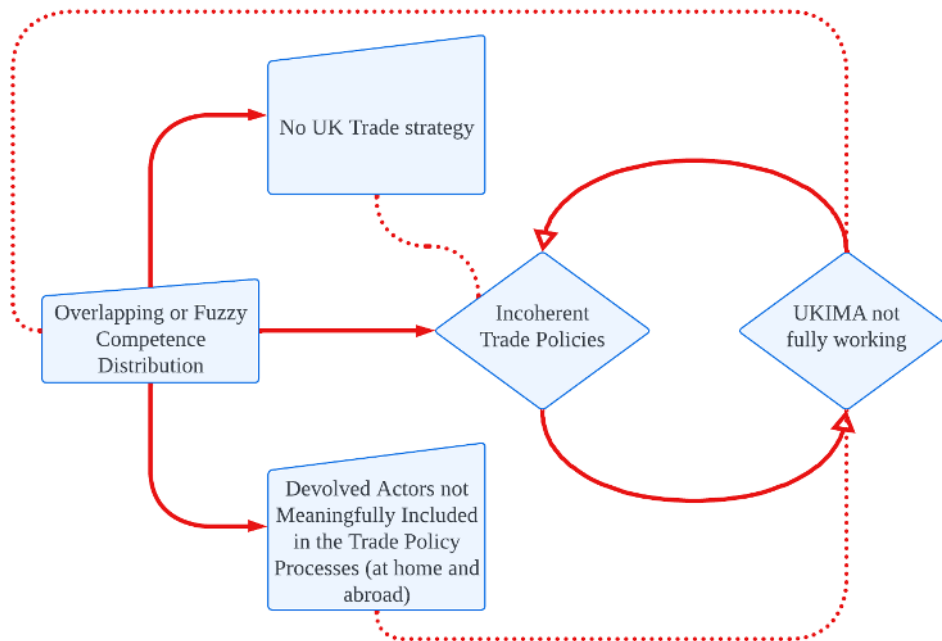 No UK Trade strategy
Overlapping or Fuzzy
Competence
Distribution
Incoherent
Trade Policies
UKIMA not
fully working
Devolved Actors not
Meaningfully Included
in the Trade Policy
Processes (at home and
abroad)